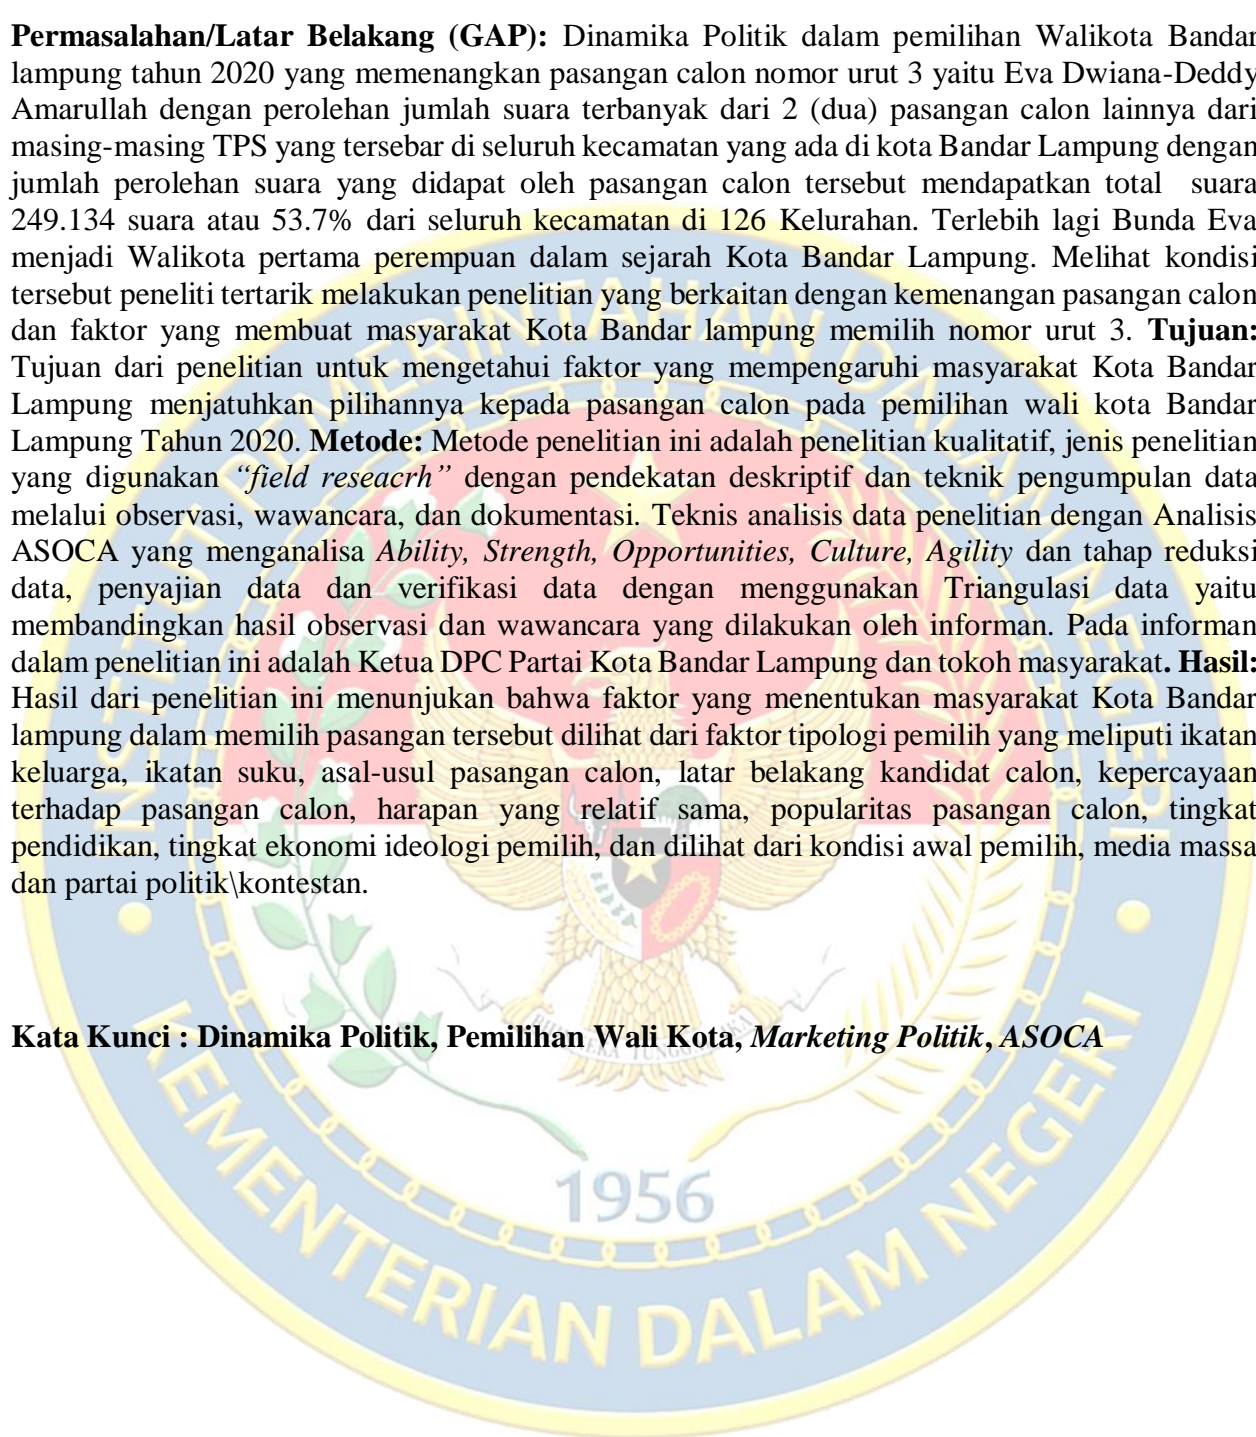 Permasalahan/Latar Belakang (GAP): Dinamika Politik dalam pemilihan Walikota Bandar
lampung tahun 2020 yang memenangkan pasangan calon nomor urut 3 yaitu Eva Dwiana-Deddy
Amarullah dengan perolehan jumlah suara terbanyak dari 2 (dua) pasangan calon lainnya dari
masing-masing TPS yang tersebar di seluruh kecamatan yang ada di kota Bandar Lampung dengan
jumlah perolehan suara yang didapat oleh pasangan calon tersebut mendapatkan total suara
249.134 suara atau 53.7% dari seluruh kecamatan di 126 Kelurahan. Terlebih lagi Bunda Eva
menjadi Walikota pertama perempuan dalam sejarah Kota Bandar Lampung. Melihat kondisi
tersebut peneliti tertarik melakukan penelitian yang berkaitan dengan kemenangan pasangan calon
dan faktor yang membuat masyarakat Kota Bandar lampung memilih nomor urut 3. Tujuan:
Tujuan dari penelitian untuk mengetahui faktor yang mempengaruhi masyarakat Kota Bandar
Lampung menjatuhkan pilihannya kepada pasangan calon pada pemilihan wali kota Bandar
Lampung Tahun 2020. Metode: Metode penelitian ini adalah penelitian kualitatif, jenis penelitian
yang digunakan “field reseacrh” dengan pendekatan deskriptif dan teknik pengumpulan data
melalui observasi, wawancara, dan dokumentasi. Teknis analisis data penelitian dengan Analisis
ASOCA yang menganalisa Ability, Strength, Opportunities, Culture, Agility dan tahap reduksi
data, penyajian data dan verifikasi data dengan menggunakan Triangulasi data yaitu
membandingkan hasil observasi dan wawancara yang dilakukan oleh informan. Pada informan
dalam penelitian ini adalah Ketua DPC Partai Kota Bandar Lampung dan tokoh masyarakat. Hasil:
Hasil dari penelitian ini menunjukan bahwa faktor yang menentukan masyarakat Kota Bandar
lampung dalam memilih pasangan tersebut dilihat dari faktor tipologi pemilih yang meliputi ikatan
keluarga, ikatan suku, asal-usul pasangan calon, latar belakang kandidat calon, kepercayaan
terhadap pasangan calon, harapan yang relatif sama, popularitas pasangan calon, tingkat
pendidikan, tingkat ekonomi ideologi pemilih, dan dilihat dari kondisi awal pemilih, media massa
dan partai politik\kontestan.
Kata Kunci : Dinamika Politik, Pemilihan Wali Kota, Marketing Politik, ASOCA
INSTITUT PEMERINTAHAN DALAM NEGERI
KEMENTERIAN DALAM NEGERI
1956